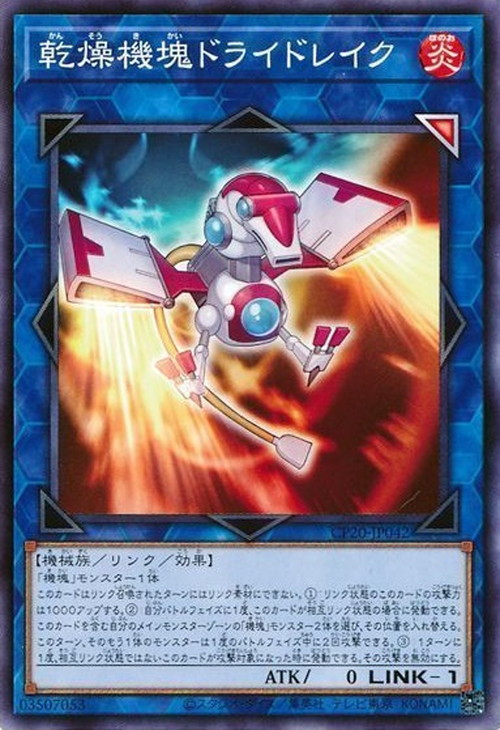 かんそうきかい ほのお
乾燥機塊ドライドレイク 炎
CP20-JP042
【機械族／リンク／効果】
「機塊」モンスター1体
このカードはリンク召喚されたターンにはリンク素材にできない。①：リンク状態のこのカードの攻撃力
は1000アップする。②：自分バトルフェイズに1度、このカードが相互リンク状態の場合に発動できる。
このカードを含む自分のメインモンスターゾーンの「機塊」モンスター2体を選び、その位置を入れ替える。
このターン、そのもう1体のモンスターは1度のバトルフェイズ中に2回攻撃できる。③：1ターンに
1度、相互リンク状態ではないこのカードが攻撃対象になった時に発動できる。その攻撃を無効にする。
ATK/ 0 LINK-1
03507053 ©スタジオ・ダイス／集英社・テレビ東京・KONAMI